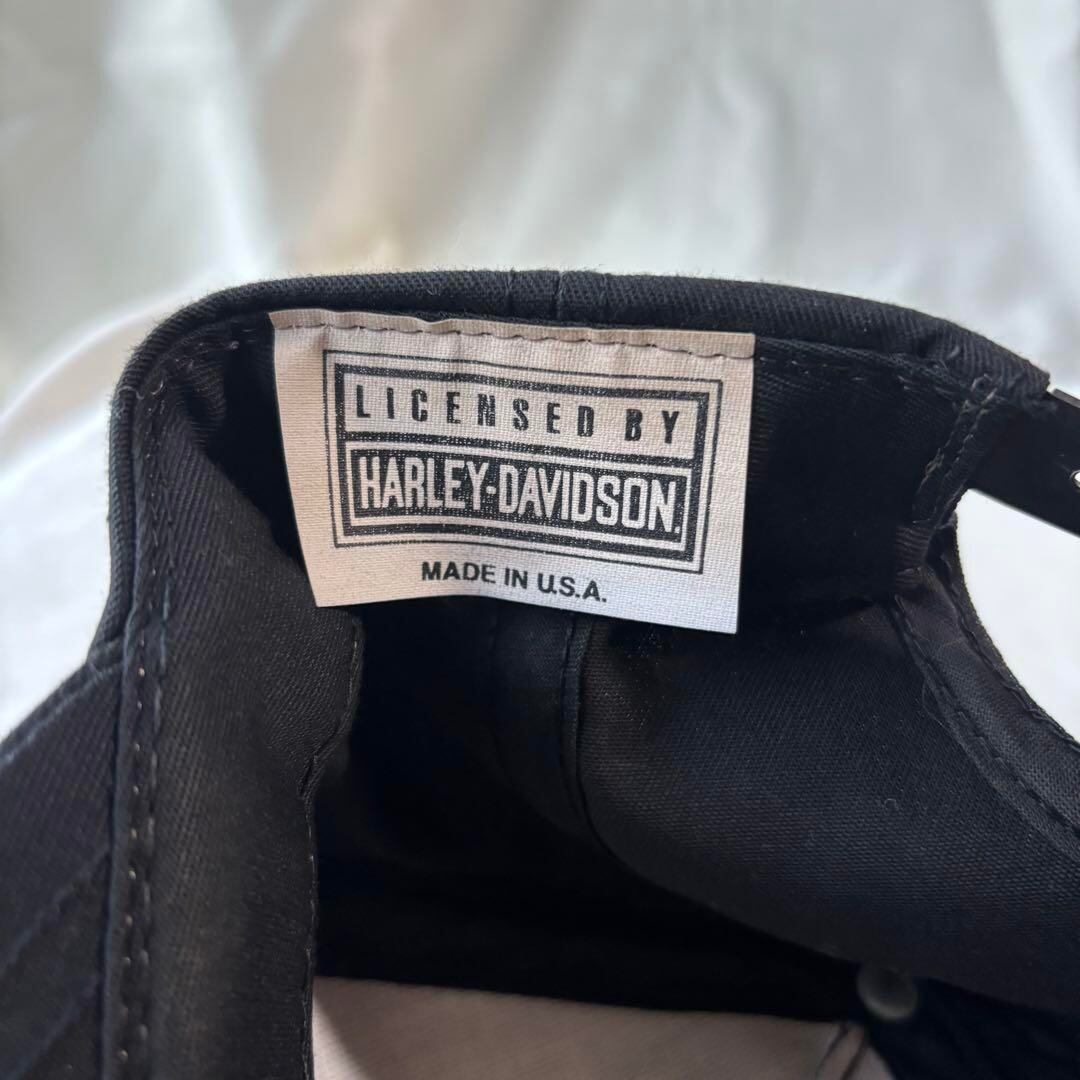 LICENSED BY
HARLEY-DAVIDSON.
MADE IN U.S.A.